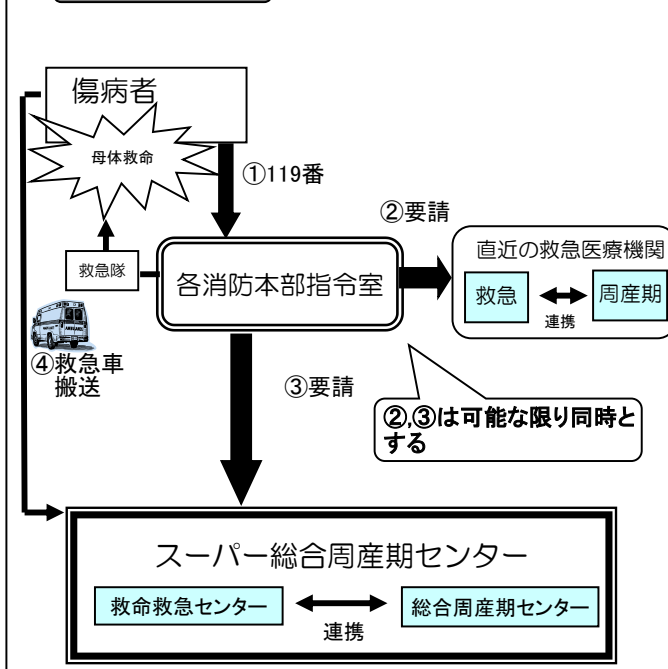 傷病者
母体救命
①119番
②要請
救急隊
各消防本部指令室
直近の救急医療機関
救急
周産期
連携
④救急車
搬送
③要請
②,③は可能な限り同時と
する
スーパー総合周産期センター
救命救急センター
総合周産期センター
連携